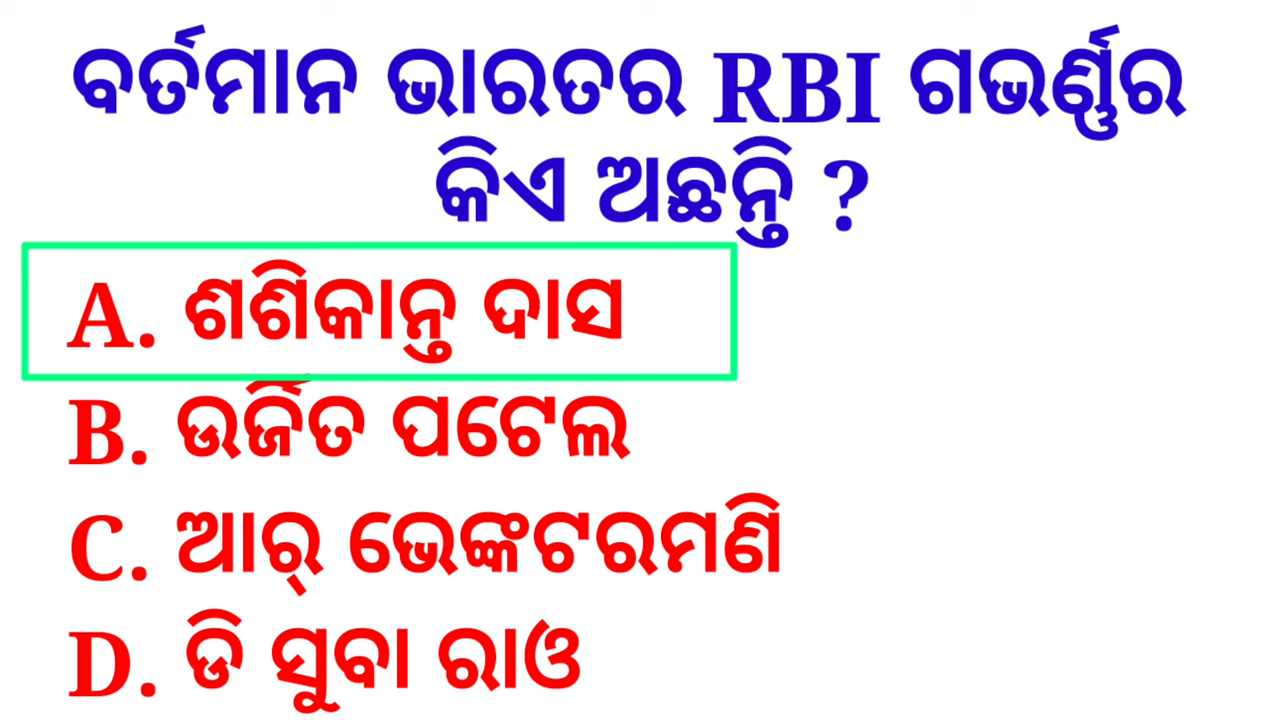 ବର୍ତମାନ ଭାରତର RBI ଗଭର୍ଣ୍ଣର
କିଏ ଅଛନ୍ତି ?
A. ଶଶିକାନ୍ତ ଦାସ
B. ଉର୍ଜିତ ପଟେଲ
C. ଆର୍ ଭେଙ୍କଟରମଣି
D. ଡି ସୁବା ରାଓ